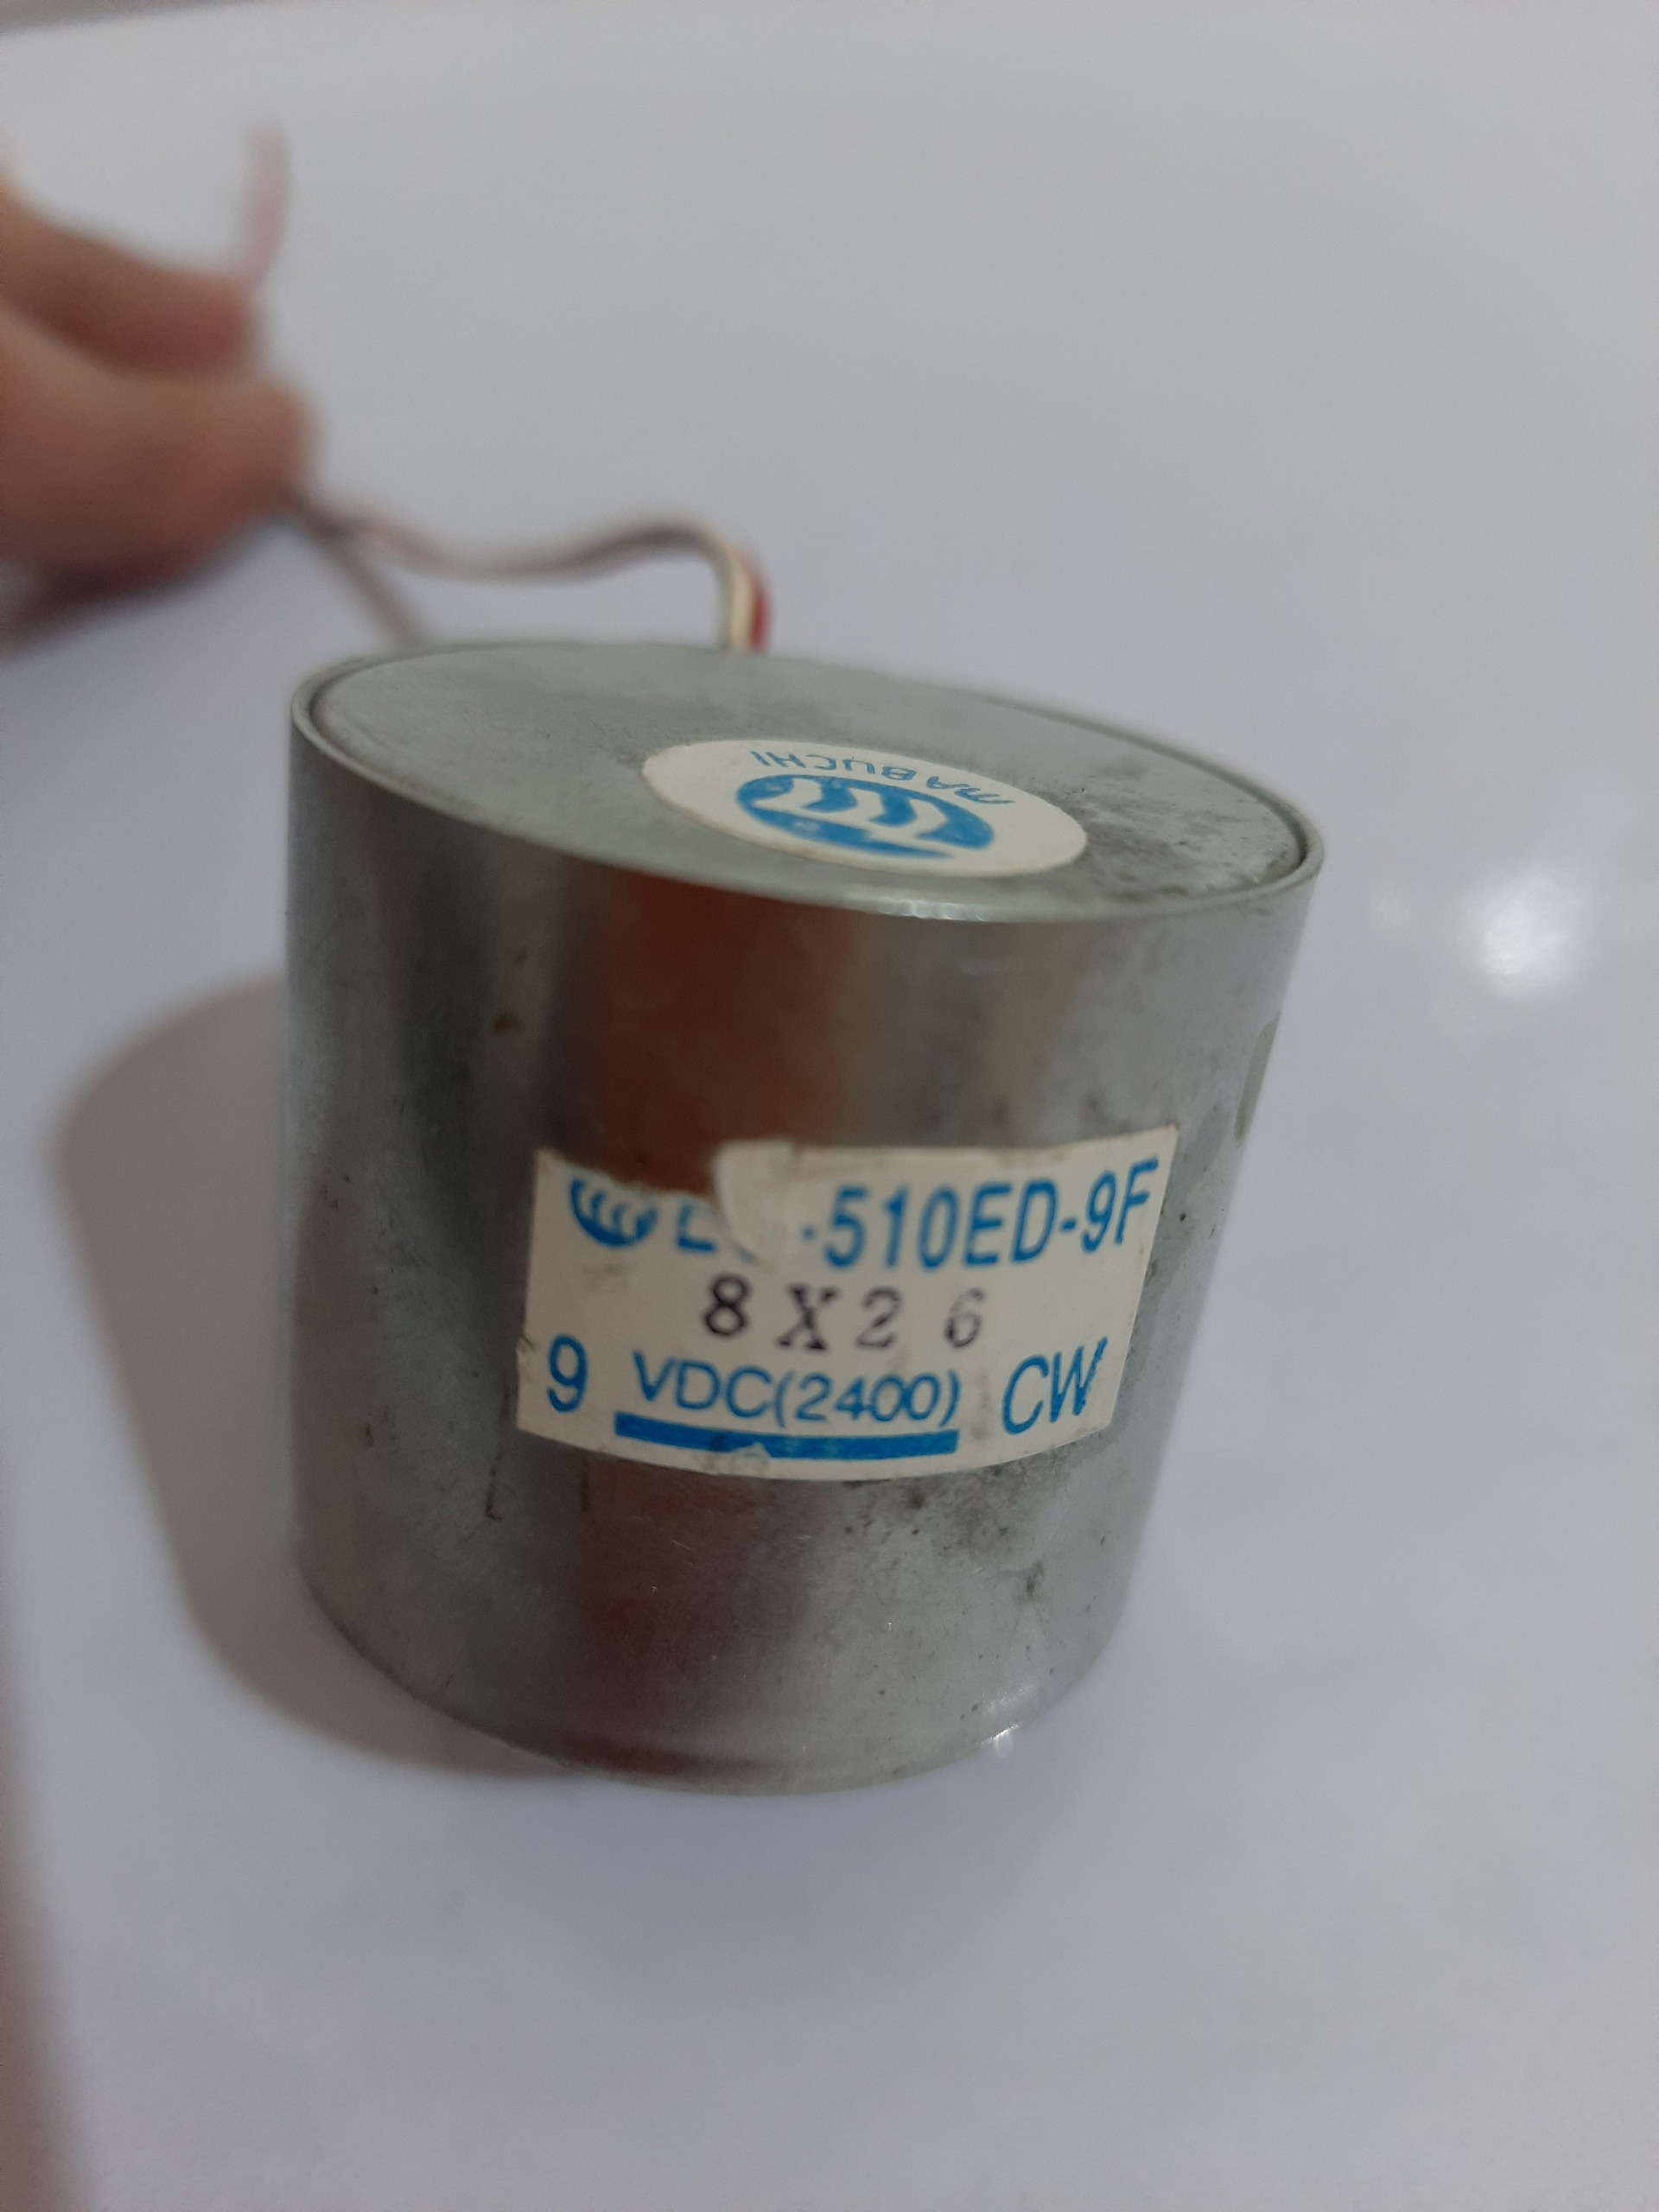 MABUCHI
-510ED-9F
8X26
9 VDC(2400) CW